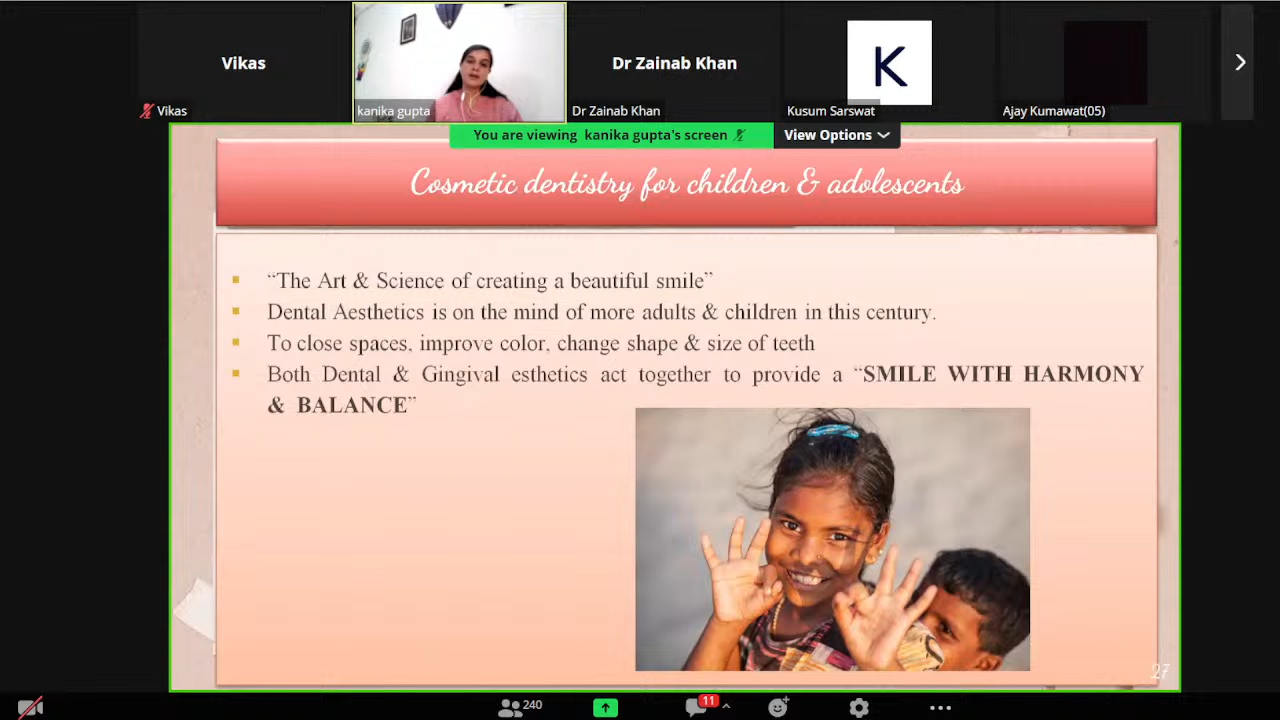 Vikas
Dr Zainab Khan
K
Vikas
kanika gupta
Dr Zainab Khan
Kusum Sarswat
Ajay Kumawat(05)
You are viewing kanika gupta's screen
View Options
Cosmetic dentistry for children & adolescents
“The Art & Science of creating a beautiful smile”
Dental Aesthetics is on the mind of more adults & children in this century.
To close spaces, improve color, change shape & size of teeth
Both Dental & Gingival esthetics act together to provide a “SMILE WITH HARMONY
& BALANCE”
27
240
11